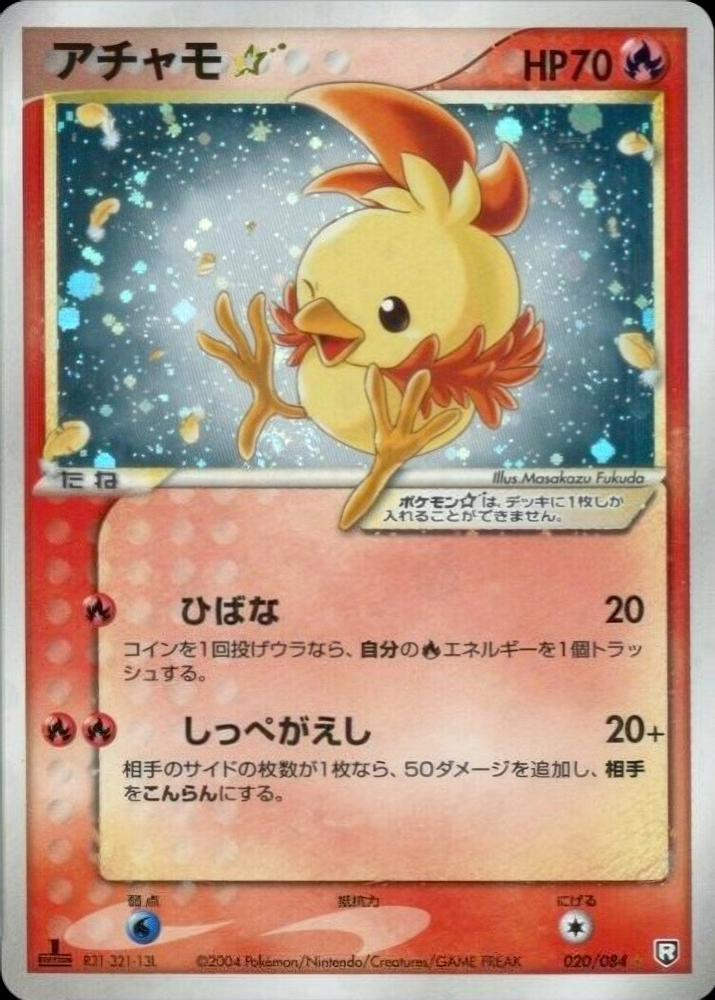 アチャモ☆ HP70
たね
Illus. Masakazu Fukuda
ポケモン☆は、デッキに1枚しか
入れることができません。
ひばな 20
コインを1回投げウラなら、自分のエネルギーを1個トラッ
シュする。
しっぺがえし 20+
相手のサイドの枚数が1枚なら、50ダメージを追加し、相手
をこんらんにする。
弱点 抵抗力 にげる
1 EDITION R31-321-13L ©2004 Pokémon/Nintendo/Creatures/GAME FREAK 020/084 R